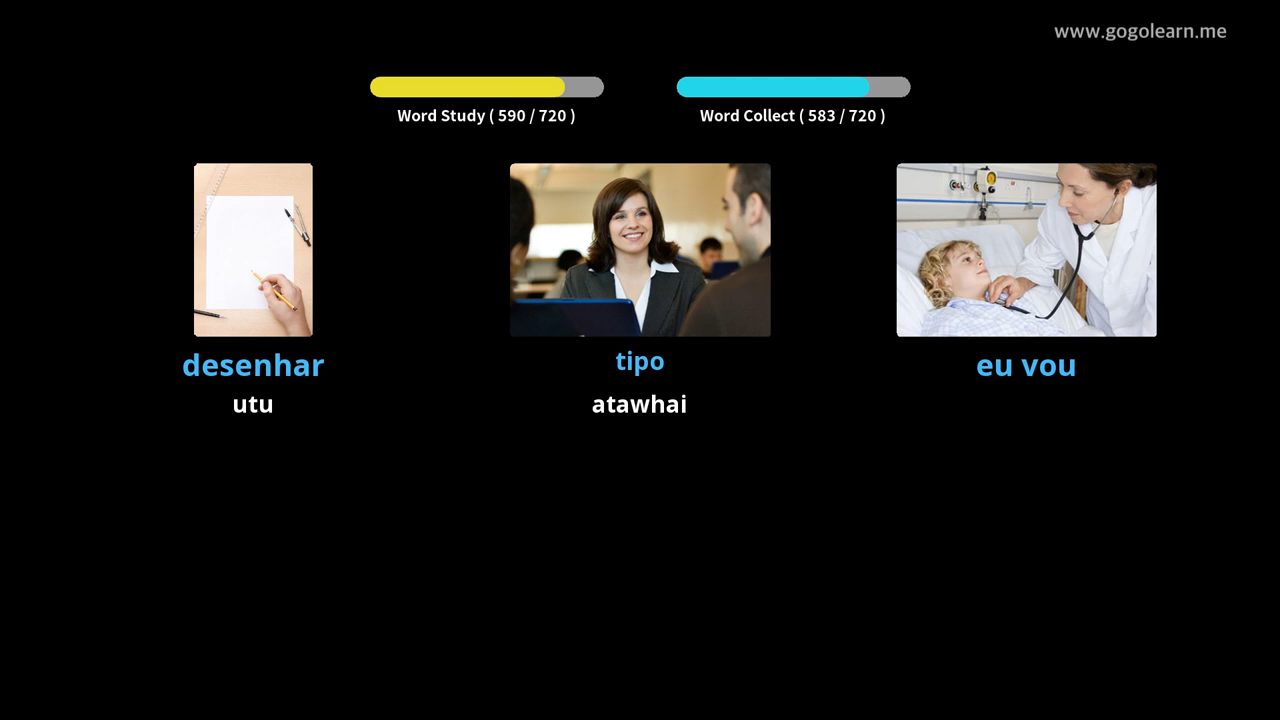 www.gogolearn.me
Word Study ( 590 / 720 )
Word Collect ( 583 / 720 )
desenhar
tipo
eu vou
utu
atawhai